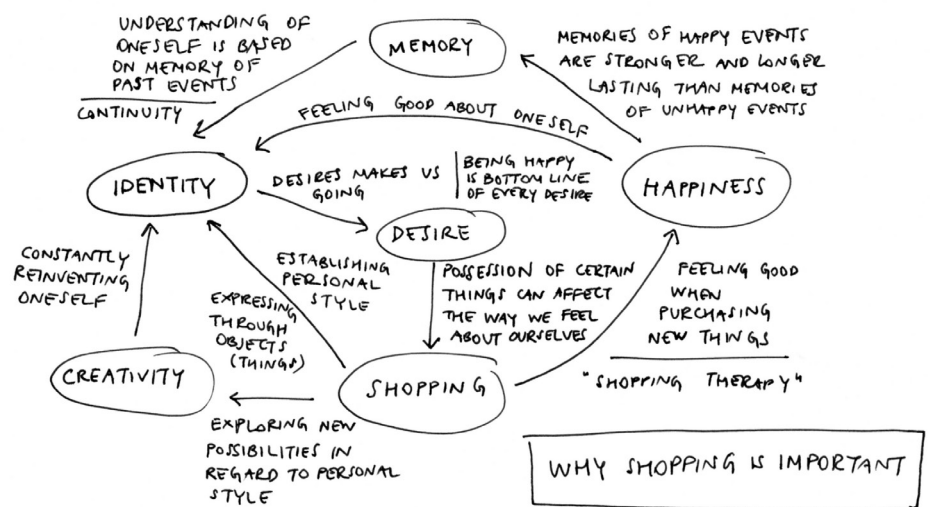 UNDERSTANDING OF
ONESELF IS BASED
ON MEMORY OF
PAST EVENTS
CONTINUITY
MEMORY
MEMORIES OF HAPPY EVENTS
ARE STRONGER AND LONGER
LASTING THAN MEMORIES
OF UNHAPPY EVENTS
FEELING GOOD ABOUT ONESELF
IDENTITY
DESIRES MAKES US
GOING
BEING HAPPY
IS BOTTOM LINE
OF EVERY DESIRE
HAPPINESS
DESIRE
CONSTANTLY
REINVENTING
ONESELF
ESTABLISHING
PERSONAL
STYLE
EXPRESSING
THROUGH
OBJECTS
(THINGS)
POSSESSION OF CERTAIN
THINGS CAN AFFECT
THE WAY WE FEEL
ABOUT OURSELVES
FEELING GOOD
WHEN
PURCHASING
NEW THINGS
"SHOPPING THERAPY"
CREATIVITY
SHOPPING
EXPLORING NEW
POSSIBILITIES IN
REGARD TO PERSONAL
STYLE
WHY SHOPPING IS IMPORTANT